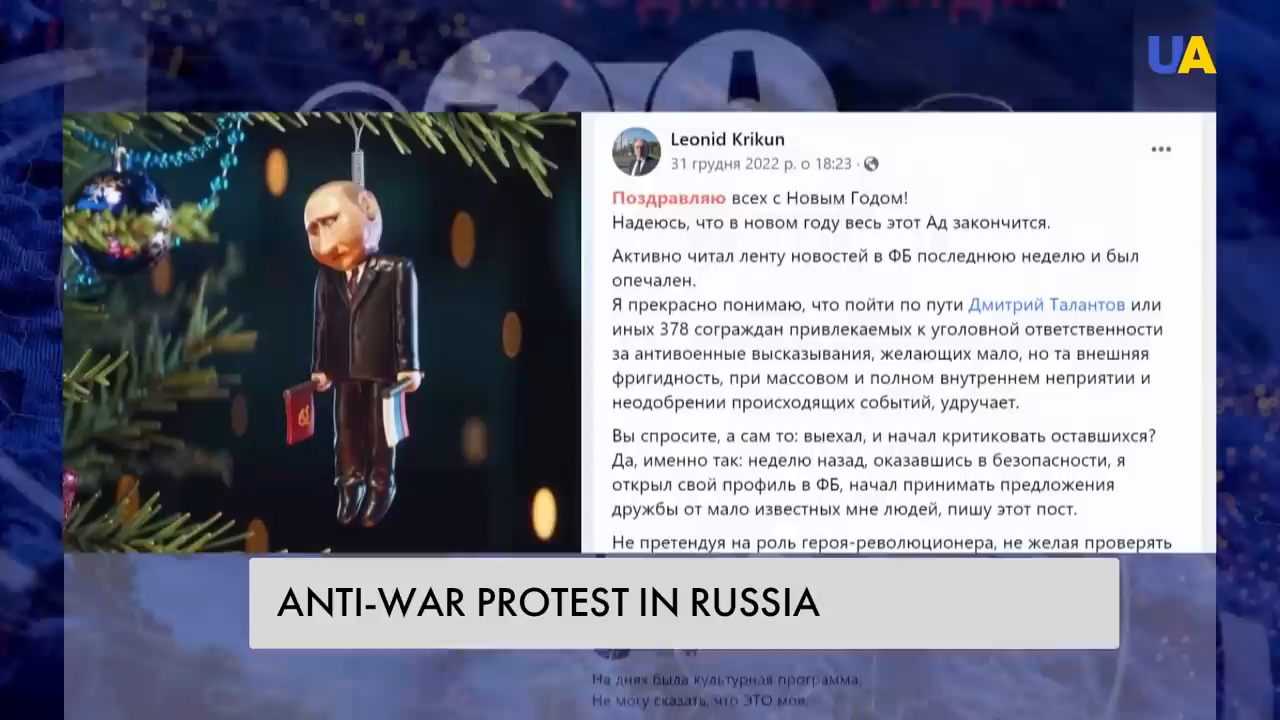 UA
Leonid Krikun
31 грудня 2022 р. о 18:23 ·
Поздравляю всех с Новым Годом!
Надеюсь, что в новом году весь этот Ад закончится.
Активно читал ленту новостей в ФБ последнюю неделю и был
опечален.
Я прекрасно понимаю, что пойти по пути Дмитрий Талантов или
иных 378 сограждан привлекаемых к уголовной ответственности
за антивоенные высказывания, желающих мало, но та внешняя
фригидность, при массовом и полном внутреннем неприятии и
неодобрении происходящих событий, удручает.
Вы спросите, а сам то: выехал, и начал критиковать оставшихся?
Да, именно так: неделю назад, оказавшись в безопасности, я
открыл свой профиль в ФБ, начал принимать предложения
дружбы от мало известных мне людей, пишу этот пост.
Не претендуя на роль героя-революционера, не желая проверять
ANTI-WAR PROTEST IN RUSSIA
На днях была культурная программа.
Не могу сказать, что ЭТО моя.